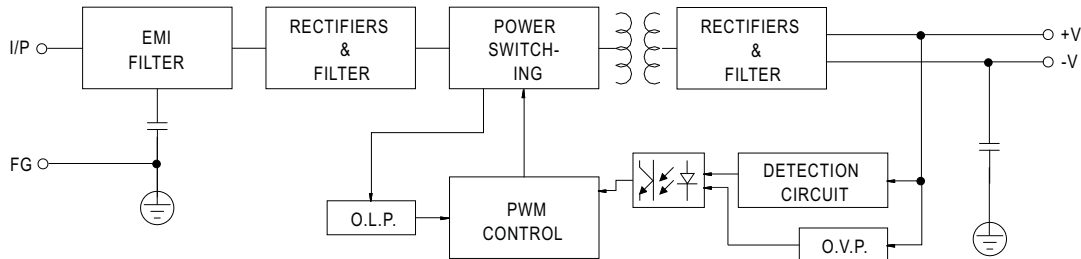 I/P
EMI
FILTER
RECTIFIERS
&
FILTER
POWER
SWITCH-
ING
RECTIFIERS
&
FILTER
+V
-V
FG
O.L.P.
PWM
CONTROL
DETECTION
CIRCUIT
O.V.P.